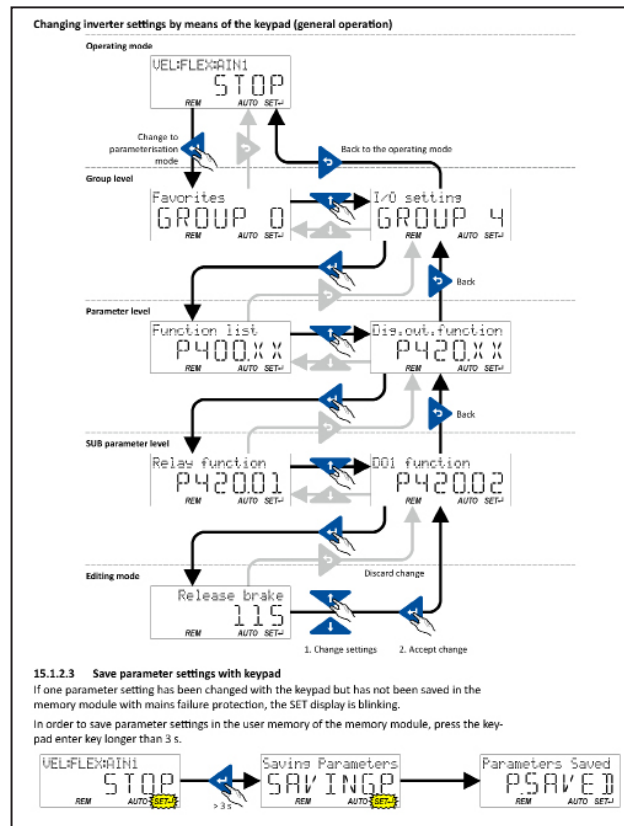 Changing inverter settings by means of the keypad (general operation)
Operating mode
VEL:FLEX:AIN1
STOP
REM AUTO SET↵
Change to
parameterisation
mode
Back to the operating mode
Group level
Favorites
GROUP 0
REM AUTO SET↵
I/O setting
GROUP 4
REM AUTO SET↵
Back
Parameter level
Function list
P400.XX
REM AUTO SET↵
Dig.out.function
P420.XX
REM AUTO SET↵
Back
SUB parameter level
Relay function
P420.01
REM AUTO SET↵
DO1 function
P420.02
REM AUTO SET↵
Discard change
Editing mode
Release brake
115
REM AUTO SET↵
1. Change settings 2. Accept change
15.1.2.3 Save parameter settings with keypad
If one parameter setting has been changed with the keypad but has not been saved in the
memory module with mains failure protection, the SET display is blinking.
In order to save parameter settings in the user memory of the memory module, press the key-
pad enter key longer than 3 s.
VEL:FLEX:AIN1
STOP
REM AUTO SET↵
> 3 s
Saving Parameters
SAVINGP
REM AUTO SET↵
Parameters Saved
P.SAVED
REM AUTO SET↵